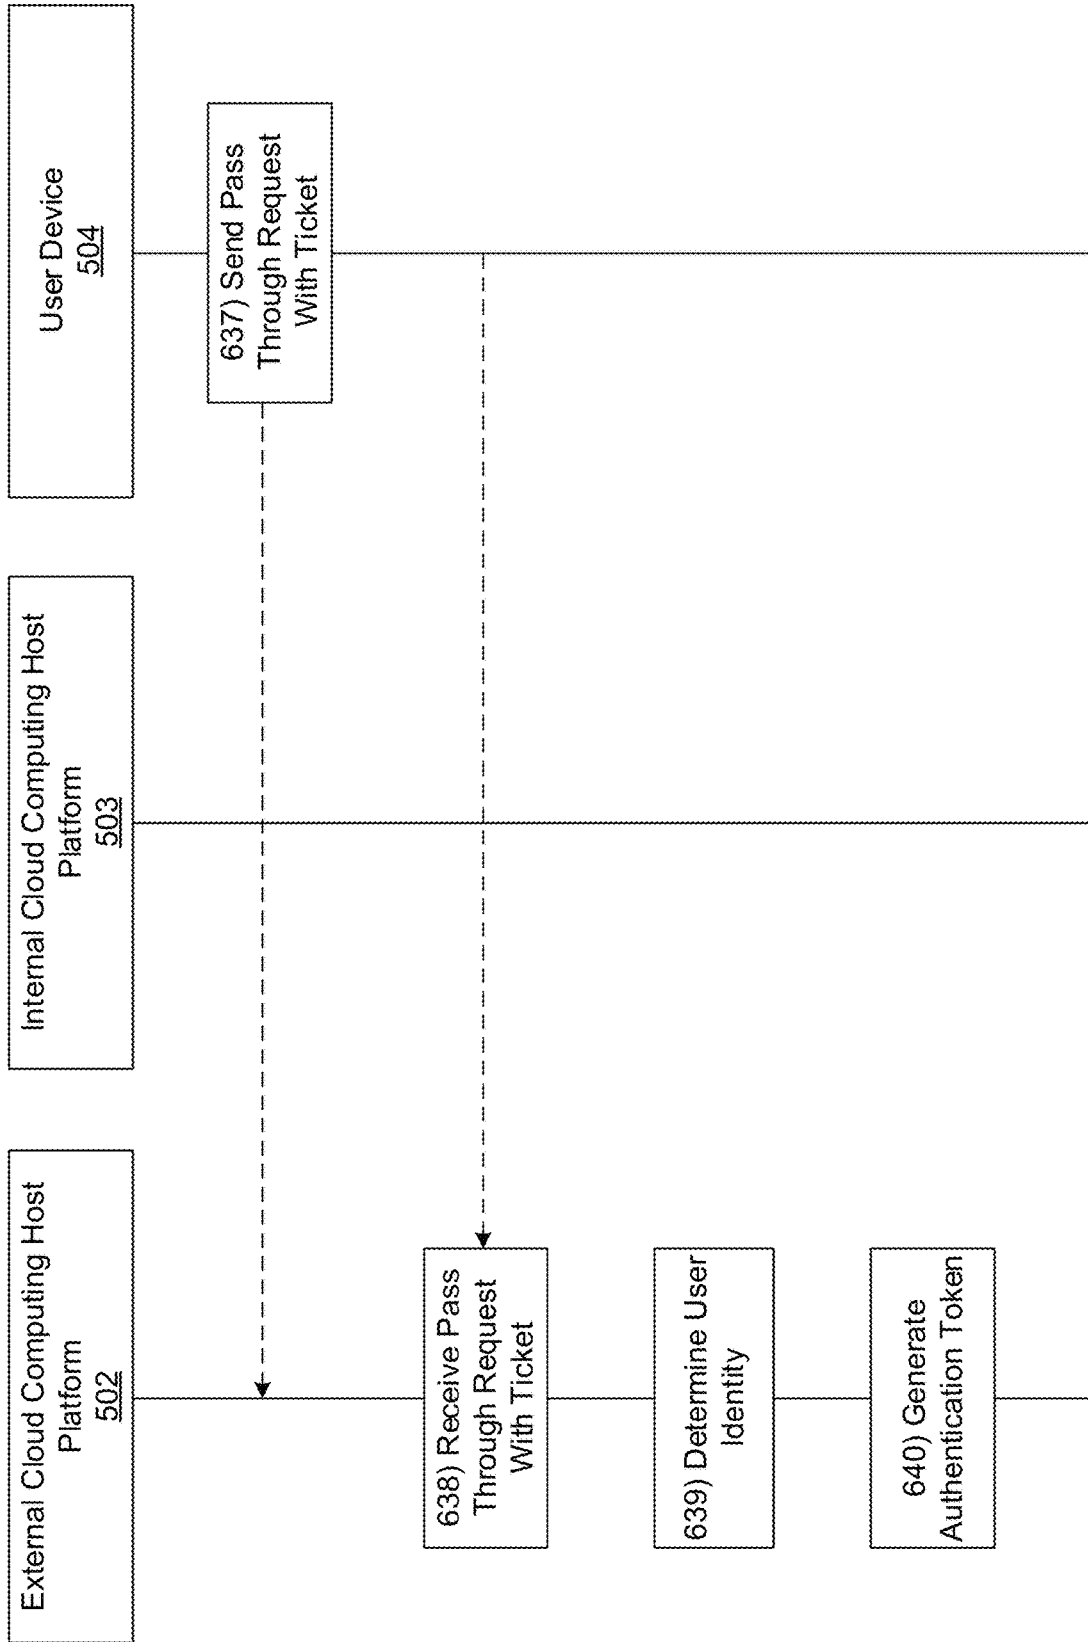 External Cloud Computing Host
Platform
502
Internal Cloud Computing Host
Platform
503
User Device
504
637) Send Pass
Through Request
With Ticket
638) Receive Pass
Through Request
With Ticket
639) Determine User
Identity
640) Generate
Authentication Token